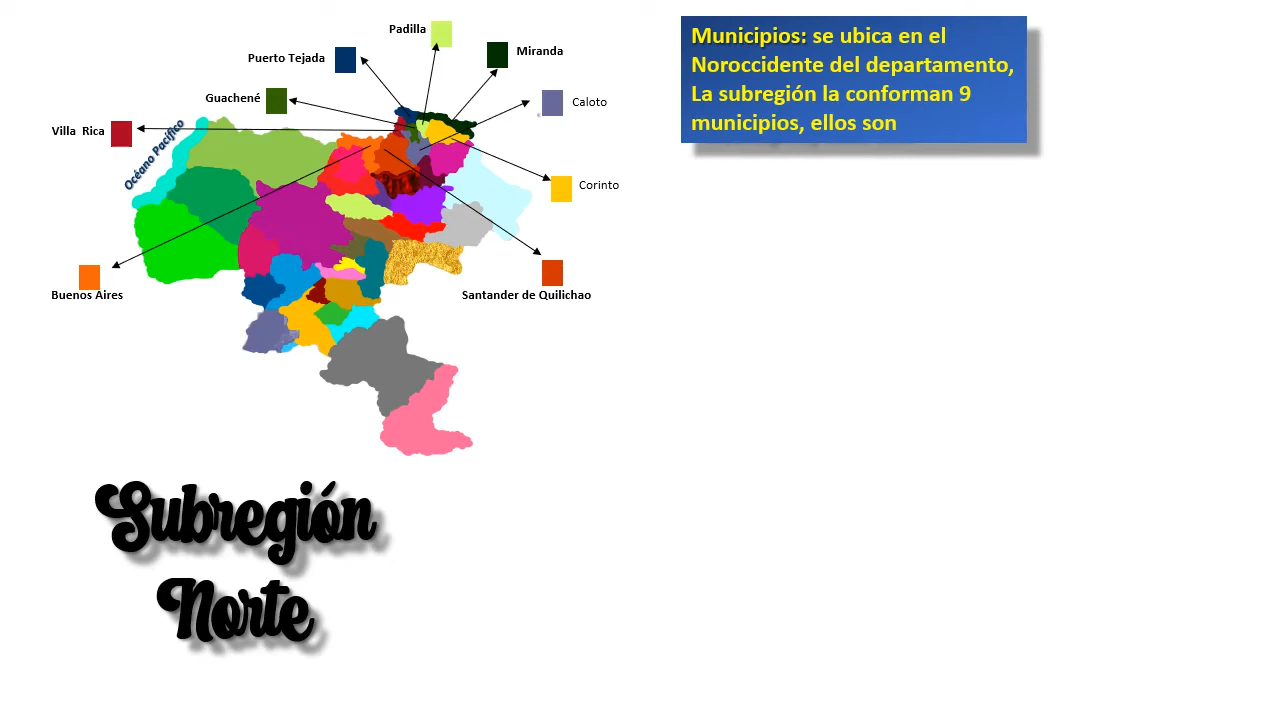 Padilla
Puerto Tejada
Miranda
Guachené
Caloto
Villa Rica
Océano Pacífico
Corinto
Buenos Aires
Santander de Quilichao
Subregión
Norte
Municipios: se ubica en el
Noroccidente del departamento,
La subregión la conforman 9
municipios, ellos son